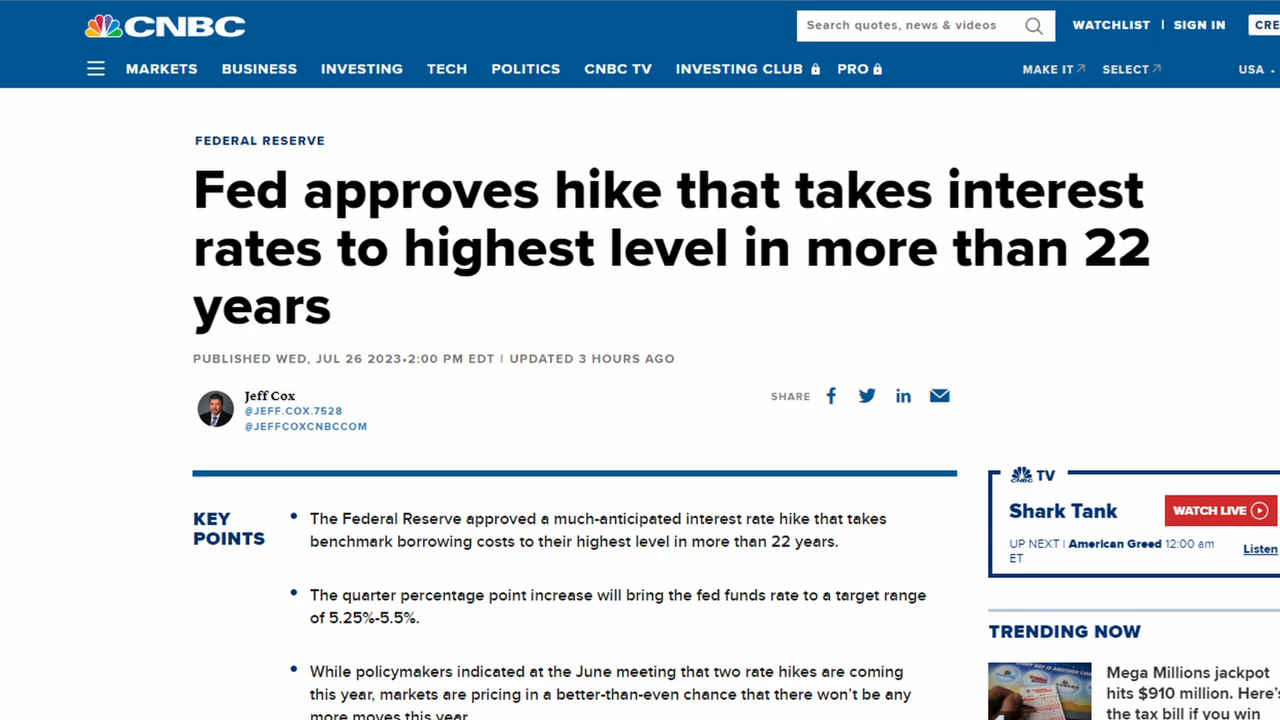 CNBC
Search quotes, news & videos
WATCHLIST | SIGN IN
CRE
MARKETS BUSINESS INVESTING TECH POLITICS CNBC TV INVESTING CLUB PRO
MAKE IT SELECT
USA
FEDERAL RESERVE
Fed approves hike that takes interest
rates to highest level in more than 22
years
PUBLISHED WED, JUL 26 2023•2:00 PM EDT | UPDATED 3 HOURS AGO
Jeff Cox
@JEFF.COX.7528
@JEFFCOXCNBCCOM
SHARE
KEY
POINTS
The Federal Reserve approved a much-anticipated interest rate hike that takes
benchmark borrowing costs to their highest level in more than 22 years.
The quarter percentage point increase will bring the fed funds rate to a target range
of 5.25%-5.5%.
While policymakers indicated at the June meeting that two rate hikes are coming
this year, markets are pricing in a better-than-even chance that there won't be any
more moves this year.
CNBC TV
Shark Tank
WATCH LIVE
UP NEXT | American Greed 12:00 am
ET
Listen
TRENDING NOW
Mega Millions jackpot
hits $910 million. Here's
the tax bill if you win